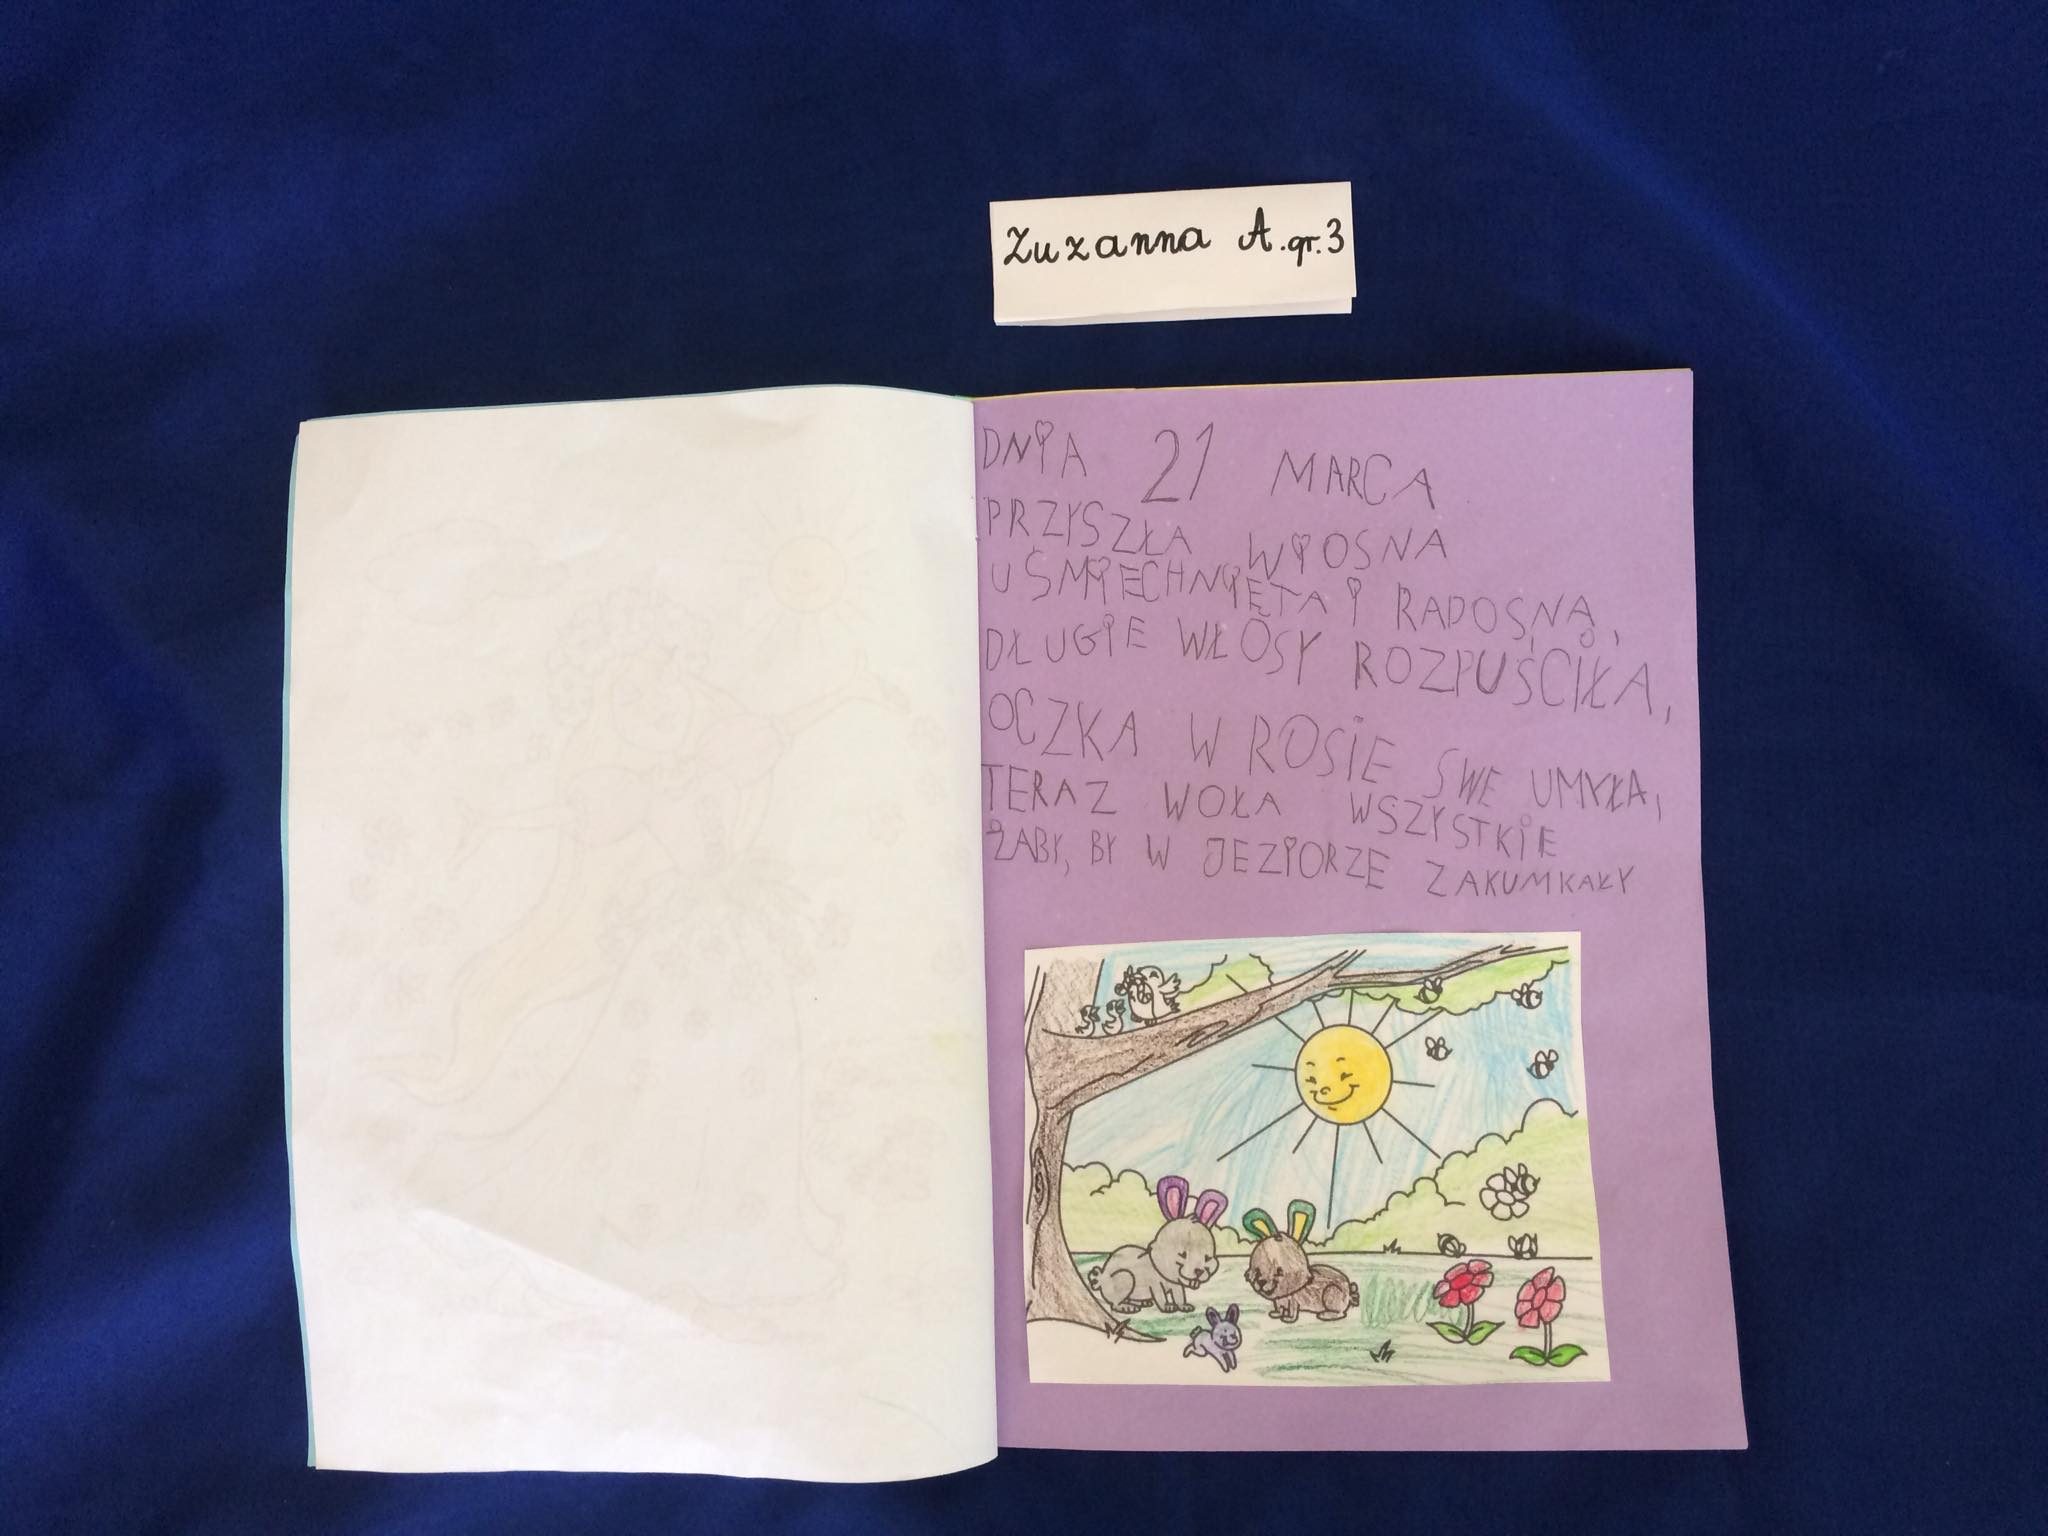 Zuzanna A. gr. 3
DNIA 21 MARCA
PRZYSZŁA WIOSNA
UŚMIECHNIĘTA I RADOSNA,
DŁUGIE WŁOSY ROZPUŚCIŁA,
OCZKA W ROSIE SWE UMYŁA,
TERAZ WOŁA WSZYSTKIE
ŻABY, BY W JEZIORZE ZAKUMKAŁY